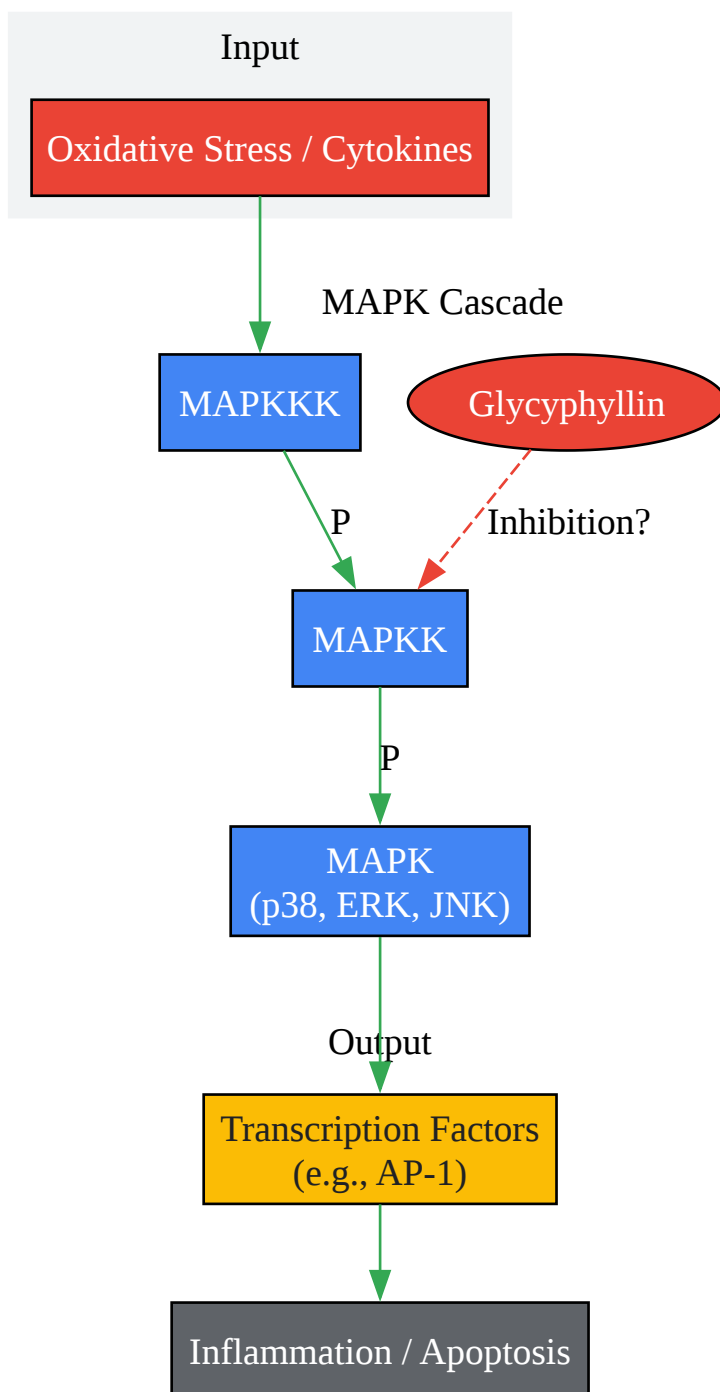 Input
Oxidative Stress / Cytokines
MAPK Cascade
MAPKKK
Glycyphyllin
P
Inhibition?
MAPKK
P
MAPK
(p38, ERK, JNK)
Output
Transcription Factors
(e.g., AP-1)
Inflammation / Apoptosis